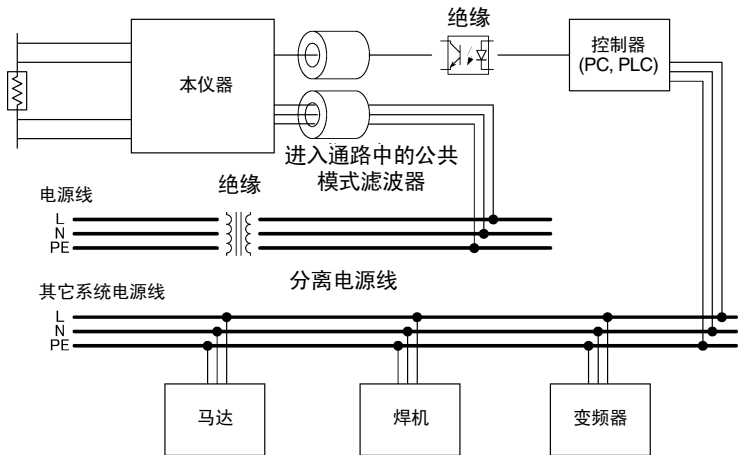 绝缘
控制器
(PC, PLC)
本仪器
进入通路中的公共
模式滤波器
绝缘
电源线
L
N
PE
分离电源线
其它系统电源线
L
N
PE
马达
焊机
变频器